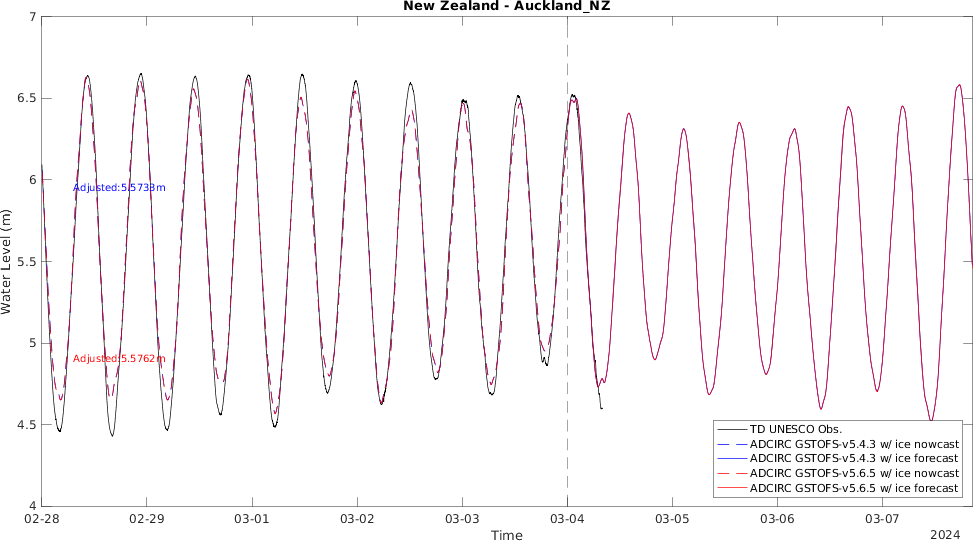 New Zealand - Auckland_NZ
7
6.5
6
5.5
5
4.5
4
Water Level (m)
Adjusted:5.5733m
Adjusted:5.5762m
TD UNESCO Obs.
ADCIRC GSTOFS-v5.4.3 w/ ice nowcast
ADCIRC GSTOFS-v5.4.3 w/ ice forecast
ADCIRC GSTOFS-v5.6.5 w/ ice nowcast
ADCIRC GSTOFS-v5.6.5 w/ ice forecast
02-28 02-29 03-01 03-02 03-03 03-04 03-05 03-06 03-07
Time
2024